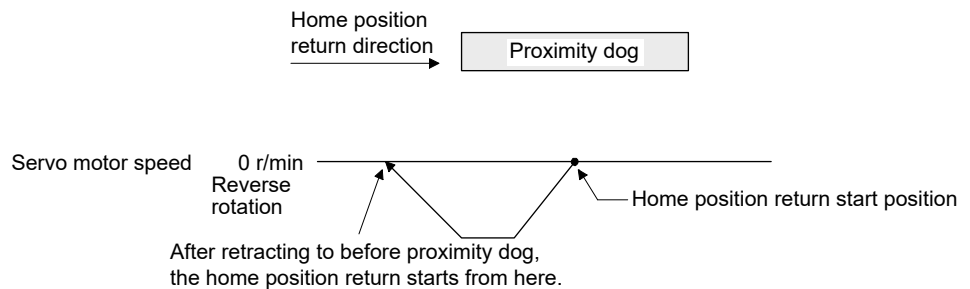 Home position
return direction
Proximity dog
Servo motor speed 0 r/min
Reverse
rotation
Home position return start position
After retracting to before proximity dog,
the home position return starts from here.